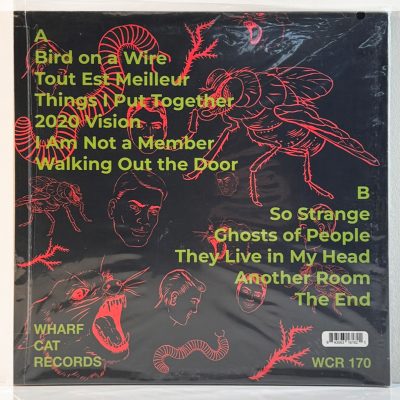 A
Bird on a Wire
Tout Est Meilleur
Things I Put Together
2020 Vision
I Am Not a Member
Walking Out the Door
B
So Strange
Ghosts of People
They Live in My Head
Another Room
The End
WHARF
CAT
RECORDS
WCR 170